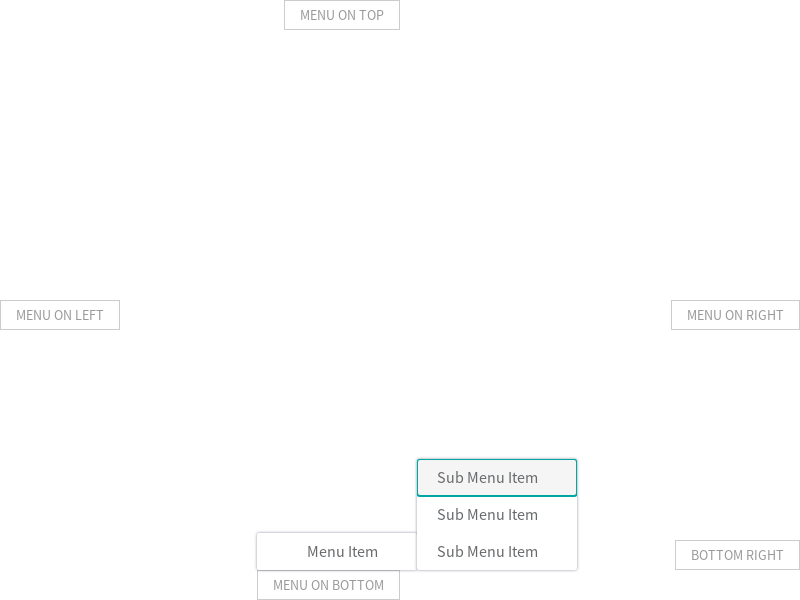 MENU ON TOP
MENU ON LEFT
MENU ON RIGHT
Sub Menu Item
Sub Menu Item
Menu Item
Sub Menu Item
BOTTOM RIGHT
MENU ON BOTTOM